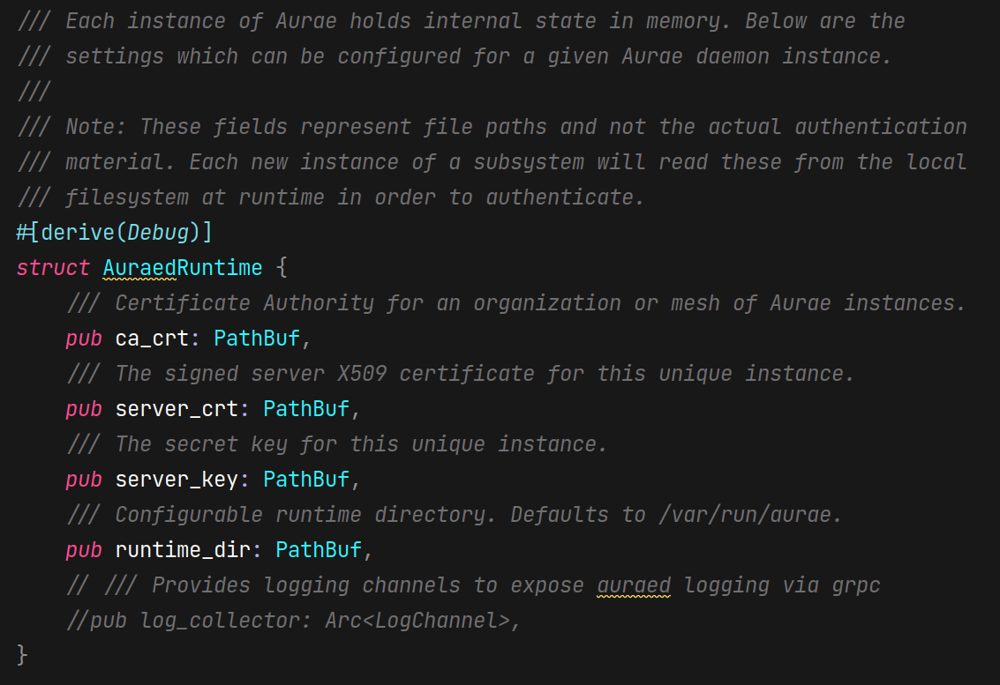 /// Each instance of Aurae holds internal state in memory. Below are the
/// settings which can be configured for a given Aurae daemon instance.
///
/// Note: These fields represent file paths and not the actual authentication
/// material. Each new instance of a subsystem will read these from the local
/// filesystem at runtime in order to authenticate.
#[derive(Debug)]
struct AuraedRuntime {
    /// Certificate Authority for an organization or mesh of Aurae instances.
    pub ca_crt: PathBuf,
    /// The signed server X509 certificate for this unique instance.
    pub server_crt: PathBuf,
    /// The secret key for this unique instance.
    pub server_key: PathBuf,
    /// Configurable runtime directory. Defaults to /var/run/aurae.
    pub runtime_dir: PathBuf,
    // /// Provides logging channels to expose auraed logging via grpc
    //pub log_collector: Arc<LogChannel>,
}